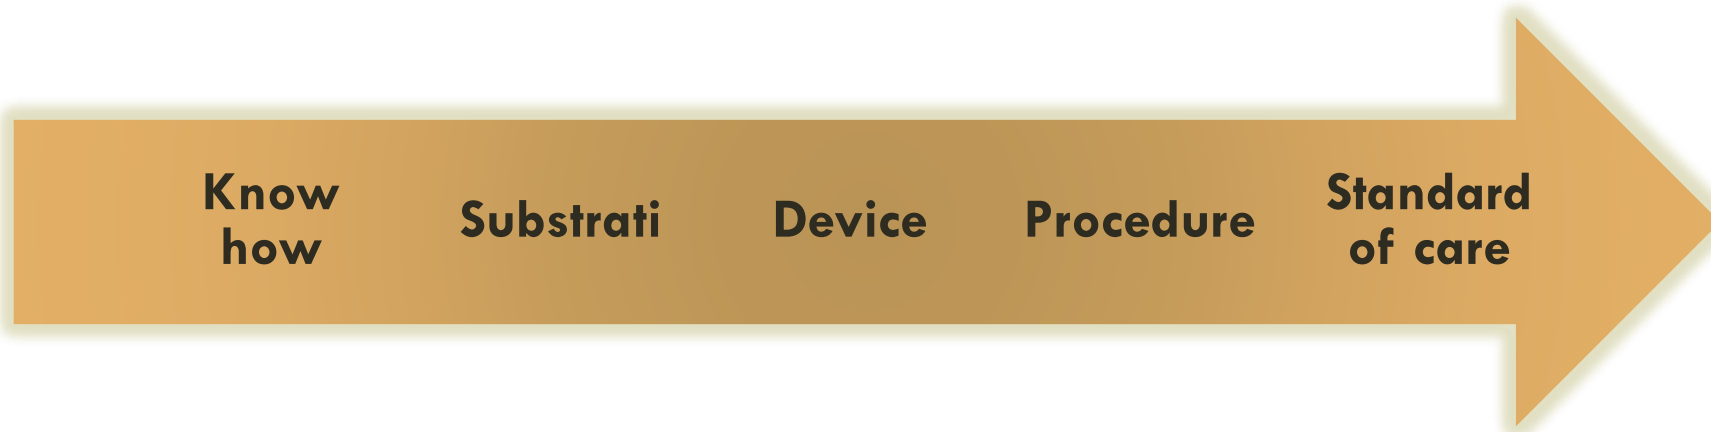 Know
how
Substrati
Device
Procedure
Standard
of care